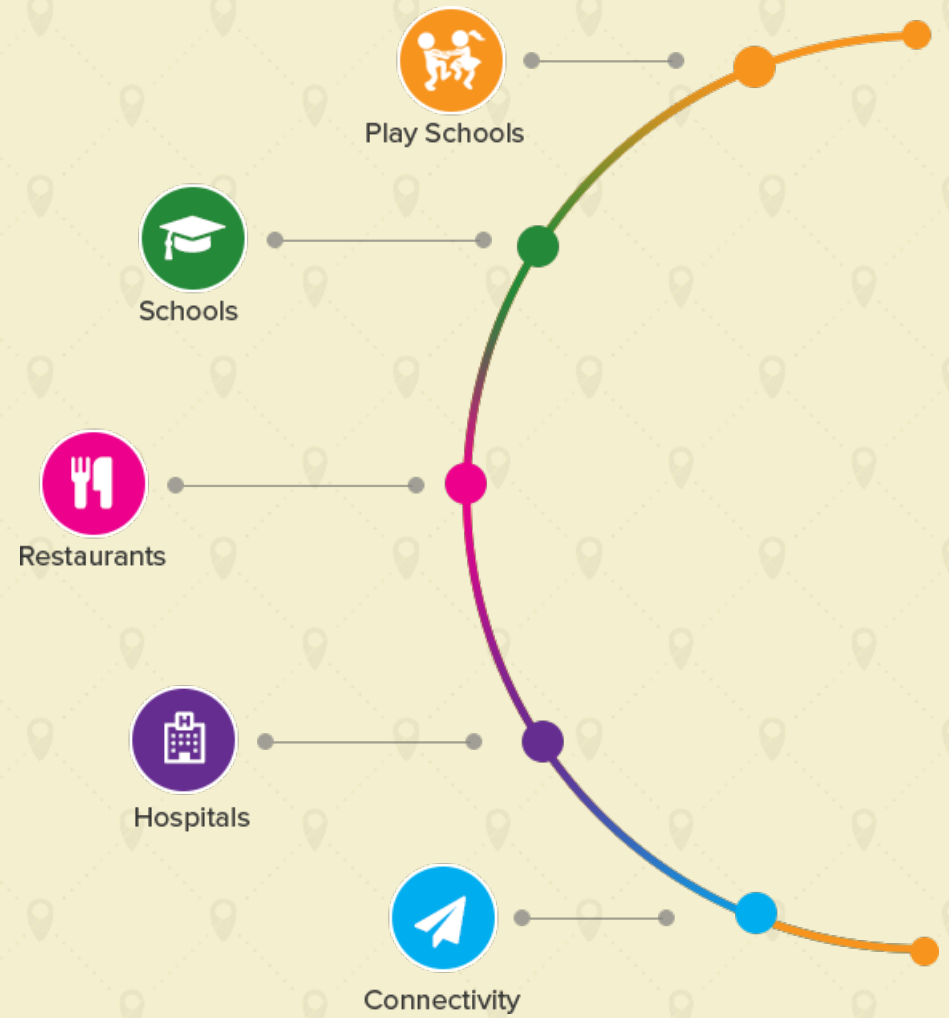 Play Schools
Schools
Restaurants
H
Hospitals
Connectivity